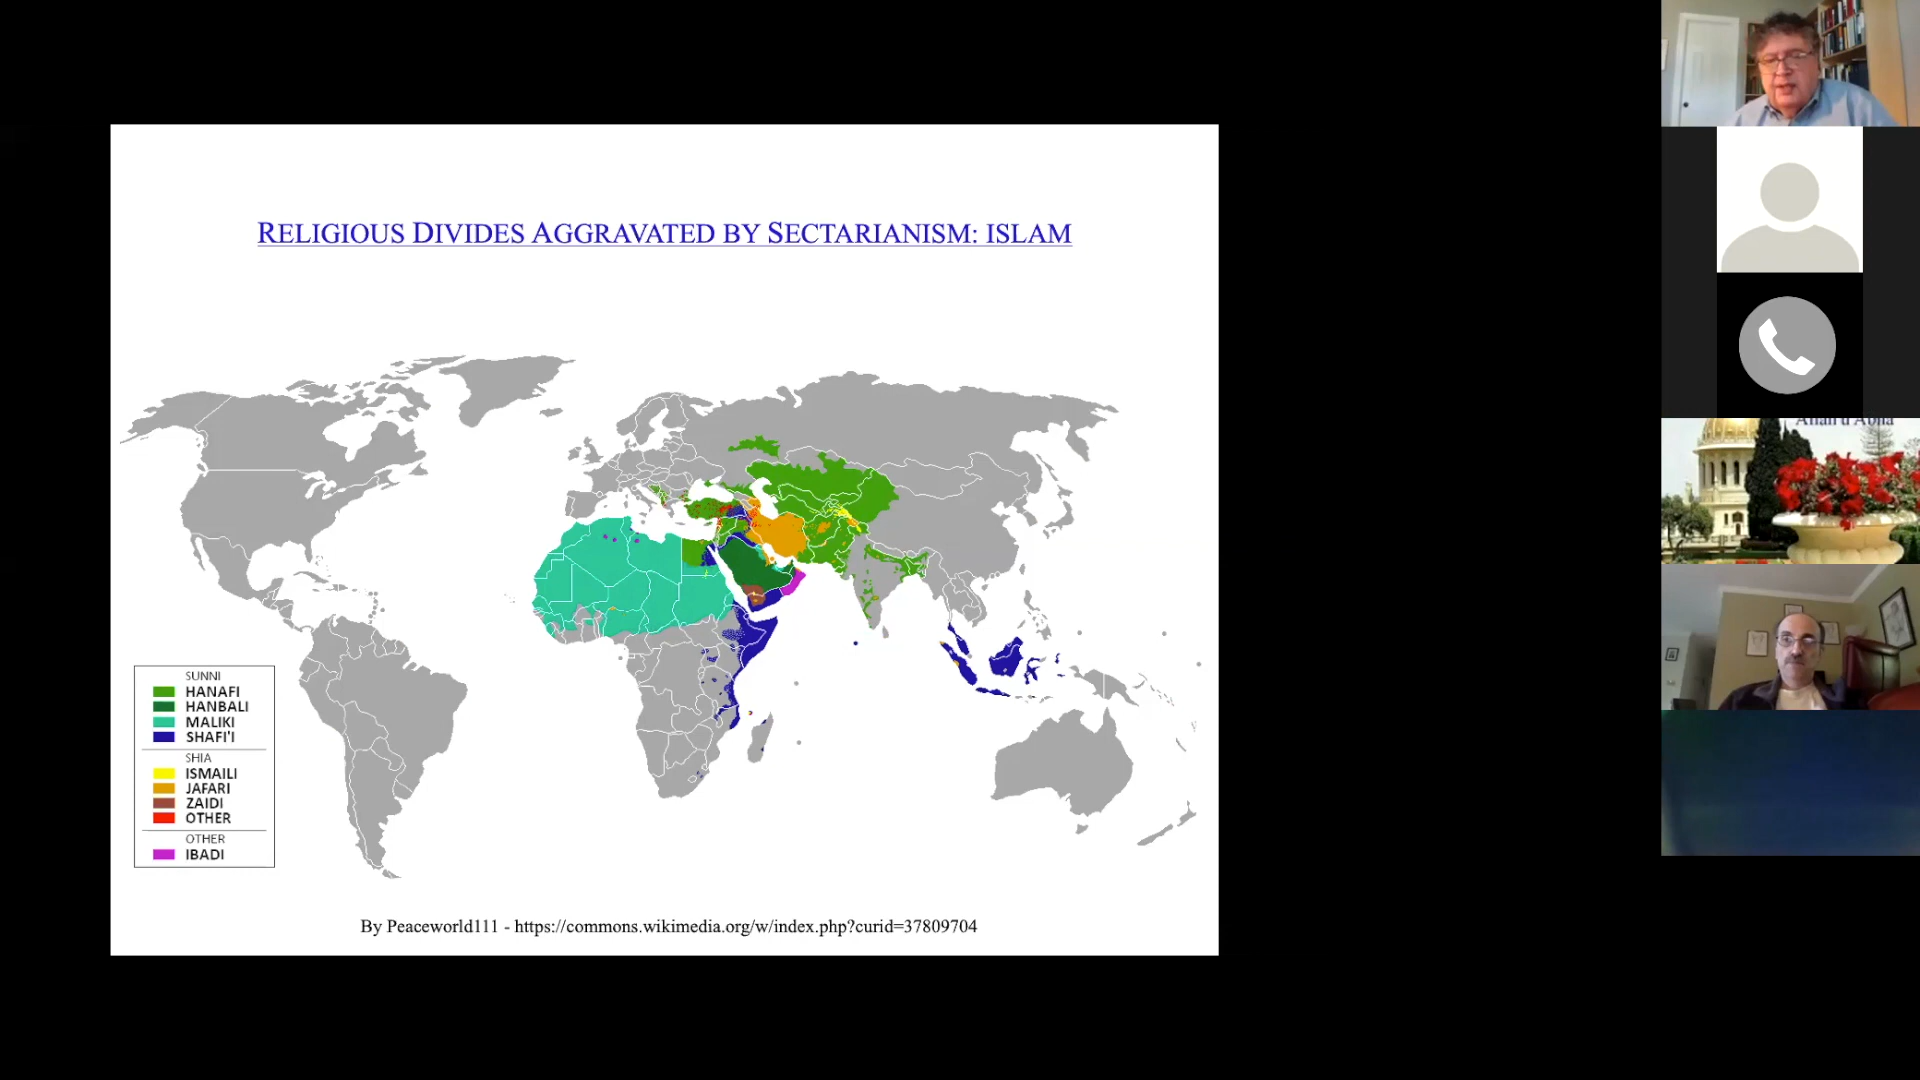 RELIGIOUS DIVIDES AGGRAVATED BY SECTARIANISM: ISLAM
SUNNI
HANAFI
HANBALI
MALIKI
SHAFI'I
SHIA
ISMAILI
JAFARI
ZAIDI
OTHER
OTHER
IBADI
By Peaceworld111 - https://commons.wikimedia.org/w/index.php?curid=37809704